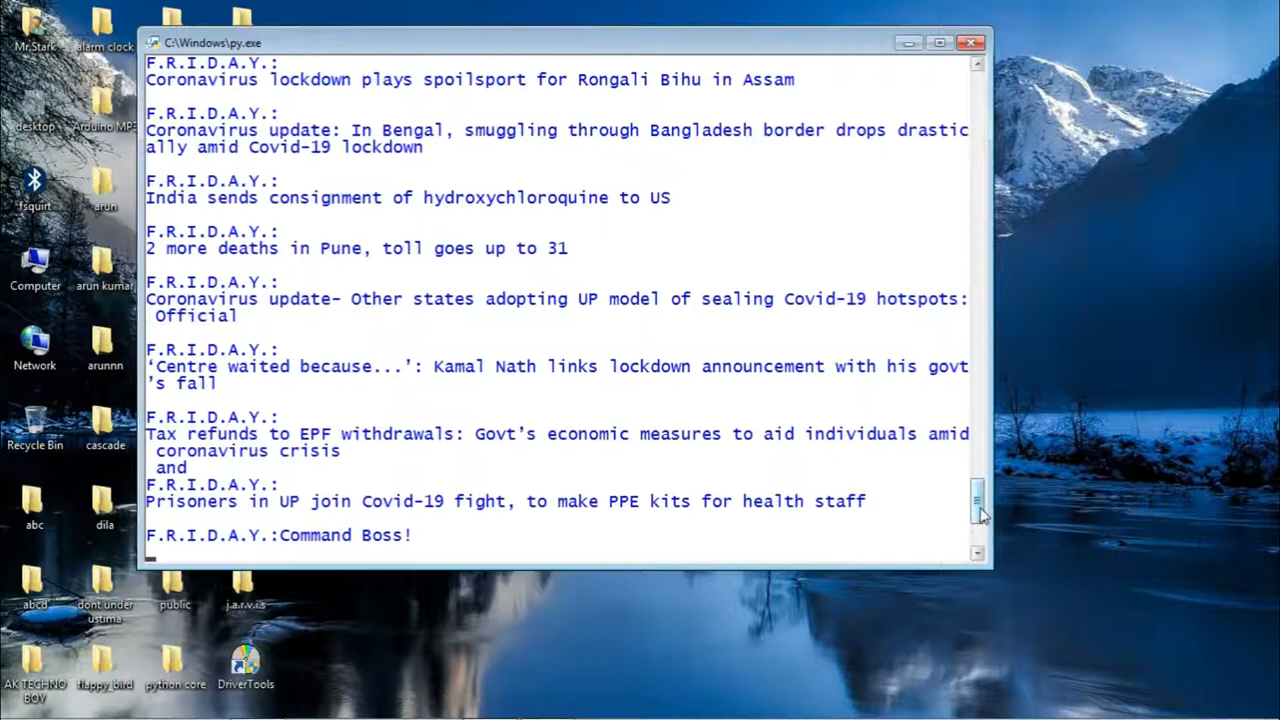 Mr.Stark
alarm clock
desktop
Arduino MP3
fsquirt
arun
Computer
arun kumar
Network
arunnn
Recycle Bin
cascade
abc
dila
abcd
dont under
ustima
public
j.a.r.v.i.s
AK TECHNO
BOY
flappy_bird
python core
DriverTools
C:\Windows\py.exe
F.R.I.D.A.Y.:
Coronavirus lockdown plays spoilsport for Rongali Bihu in Assam
F.R.I.D.A.Y.:
Coronavirus update: In Bengal, smuggling through Bangladesh border drops drastic
ally amid Covid-19 lockdown
F.R.I.D.A.Y.:
India sends consignment of hydroxychloroquine to US
F.R.I.D.A.Y.:
2 more deaths in Pune, toll goes up to 31
F.R.I.D.A.Y.:
Coronavirus update- Other states adopting UP model of sealing Covid-19 hotspots:
Official
F.R.I.D.A.Y.:
‘Centre waited because...’: Kamal Nath links lockdown announcement with his govt
’s fall
F.R.I.D.A.Y.:
Tax refunds to EPF withdrawals: Govt’s economic measures to aid individuals amid
coronavirus crisis
and
F.R.I.D.A.Y.:
Prisoners in UP join Covid-19 fight, to make PPE kits for health staff
F.R.I.D.A.Y.:Command Boss!